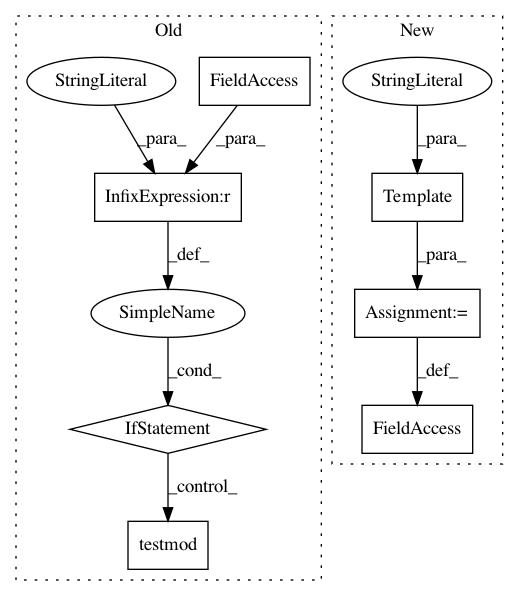 Old
New
StringLiteral
FieldAccess
StringLiteral
_para_
_para_
_para_
InfixExpression:r
Template
_def_
_para_
SimpleName
Assignment:=
_cond_
_def_
IfStatement
FieldAccess
_control_
testmod